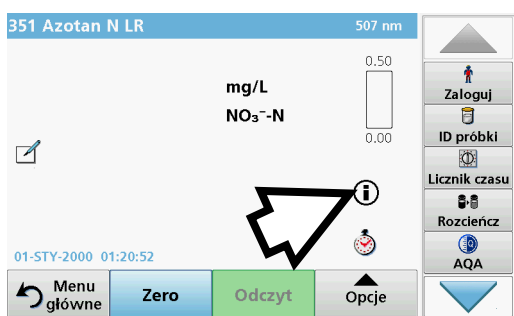 351 Azotan N LR
507 nm
0.50
mg/L
NO₃⁻-N
0.00
01-STY-2000 01:20:52
Menu
główne
Zero
Odczyt
Opcje
Zaloguj
ID próbki
Licznik czasu
Rozcieńcz
AQA